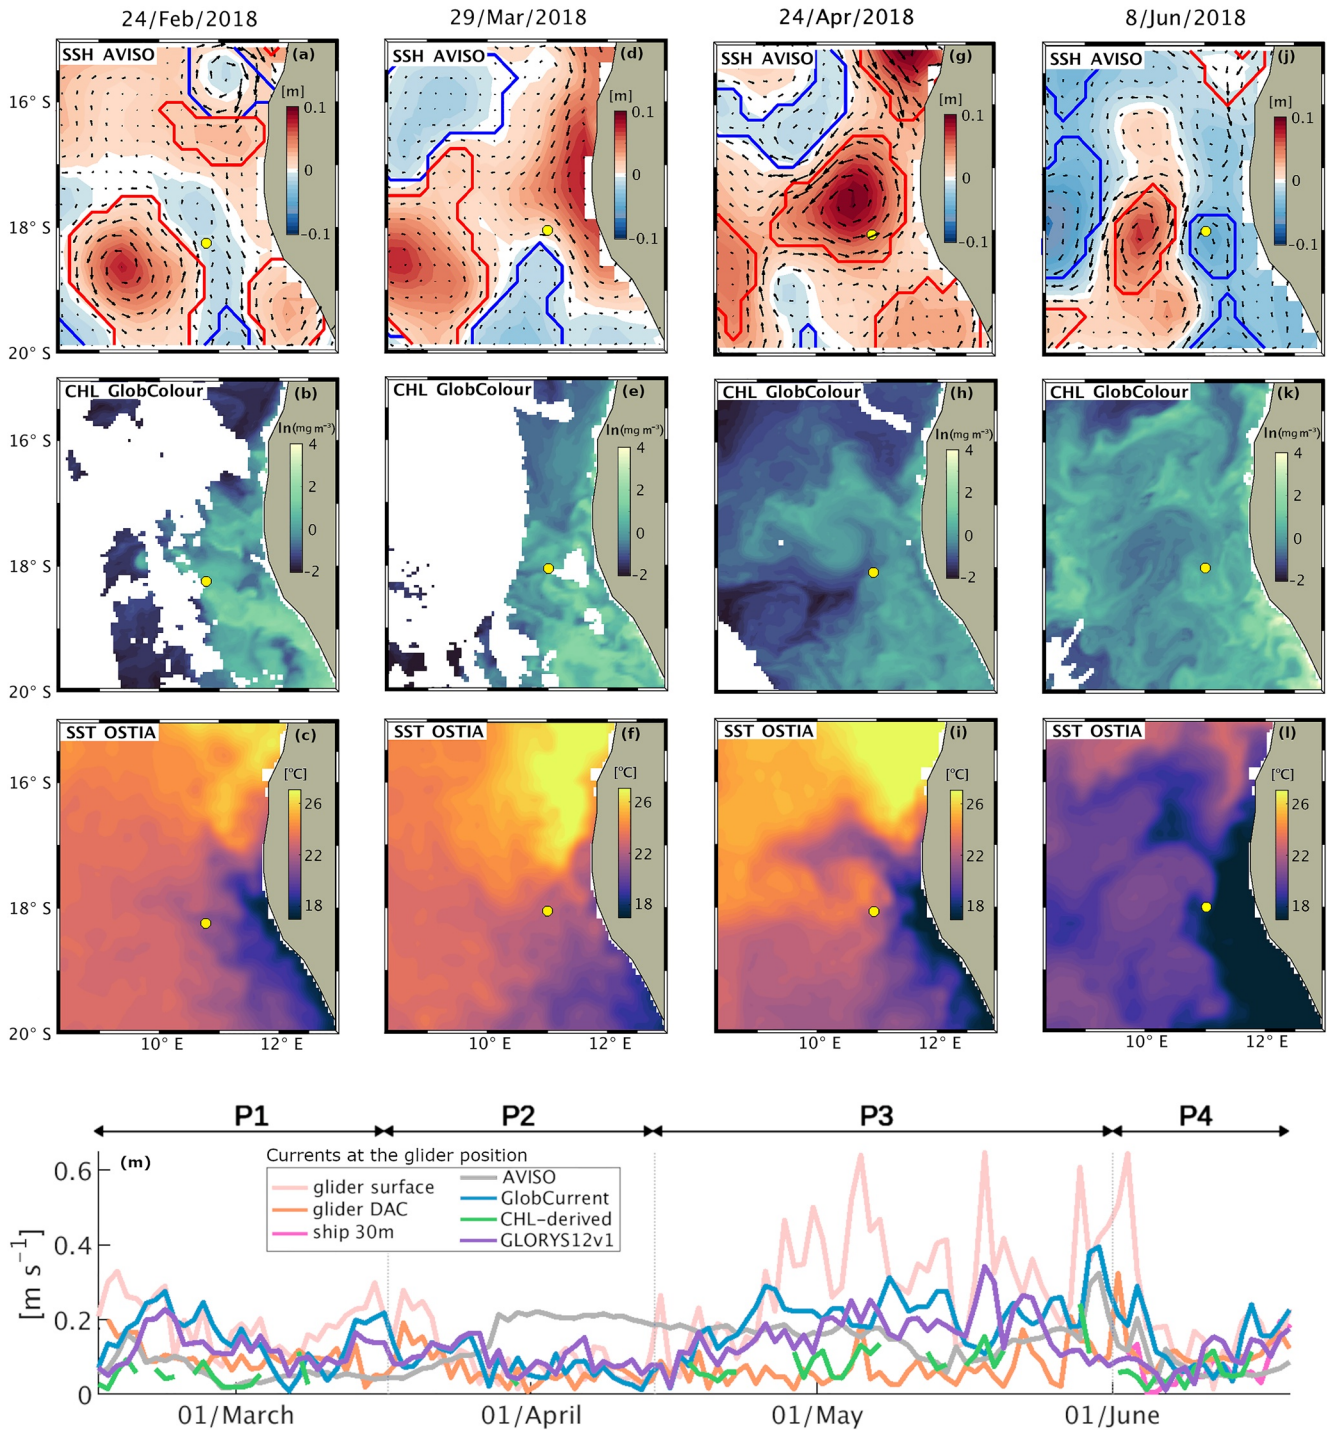 24/Feb/2018
29/Mar/2018
24/Apr/2018
8/Jun/2018
SSH AVISO (a)
SSH AVISO (d)
SSH AVISO (g)
SSH AVISO (j)
[m] 0.1 0 -0.1
[m] 0.1 0 -0.1
[m] 0.1 0 -0.1
[m] 0.1 0 -0.1
16° S
18° S
20° S
CHL GlobColour (b)
CHL GlobColour (e)
CHL GlobColour (h)
CHL GlobColour (k)
ln(mg m⁻³) 4 2 0 -2
ln(mg m⁻³) 4 2 0 -2
ln(mg m⁻³) 4 2 0 -2
ln(mg m⁻³) 4 2 0 -2
16° S
18° S
20° S
SST OSTIA (c)
SST OSTIA (f)
SST OSTIA (i)
SST OSTIA (l)
[°C] 26 22 18
[°C] 26 22 18
[°C] 26 22 18
[°C] 26 22 18
16° S
18° S
20° S
10° E 12° E
10° E 12° E
10° E 12° E
10° E 12° E
P1 P2 P3 P4
(m)
Currents at the glider position
glider surface
glider DAC
ship 30m
AVISO
GlobCurrent
CHL-derived
GLORYS12v1
[m s⁻¹]
0.6
0.4
0.2
0
01/March 01/April 01/May 01/June